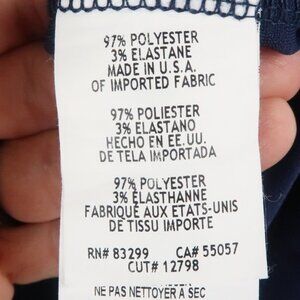 97% POLYESTER
3% ELASTANE
MADE IN U.S.A.
OF IMPORTED FABRIC
97% POLIESTER
3% ELASTANO
HECHO EN EE.UU.
DE TELA IMPORTADA
97% POLYESTER
3% ELASTHANNE
FABRIQUÉ AUX ETATS-UNIS
DE TISSU IMPORTE
RN# 83299 CA# 55057
CUT# 12798
NE PAS NETTOYER A SEC